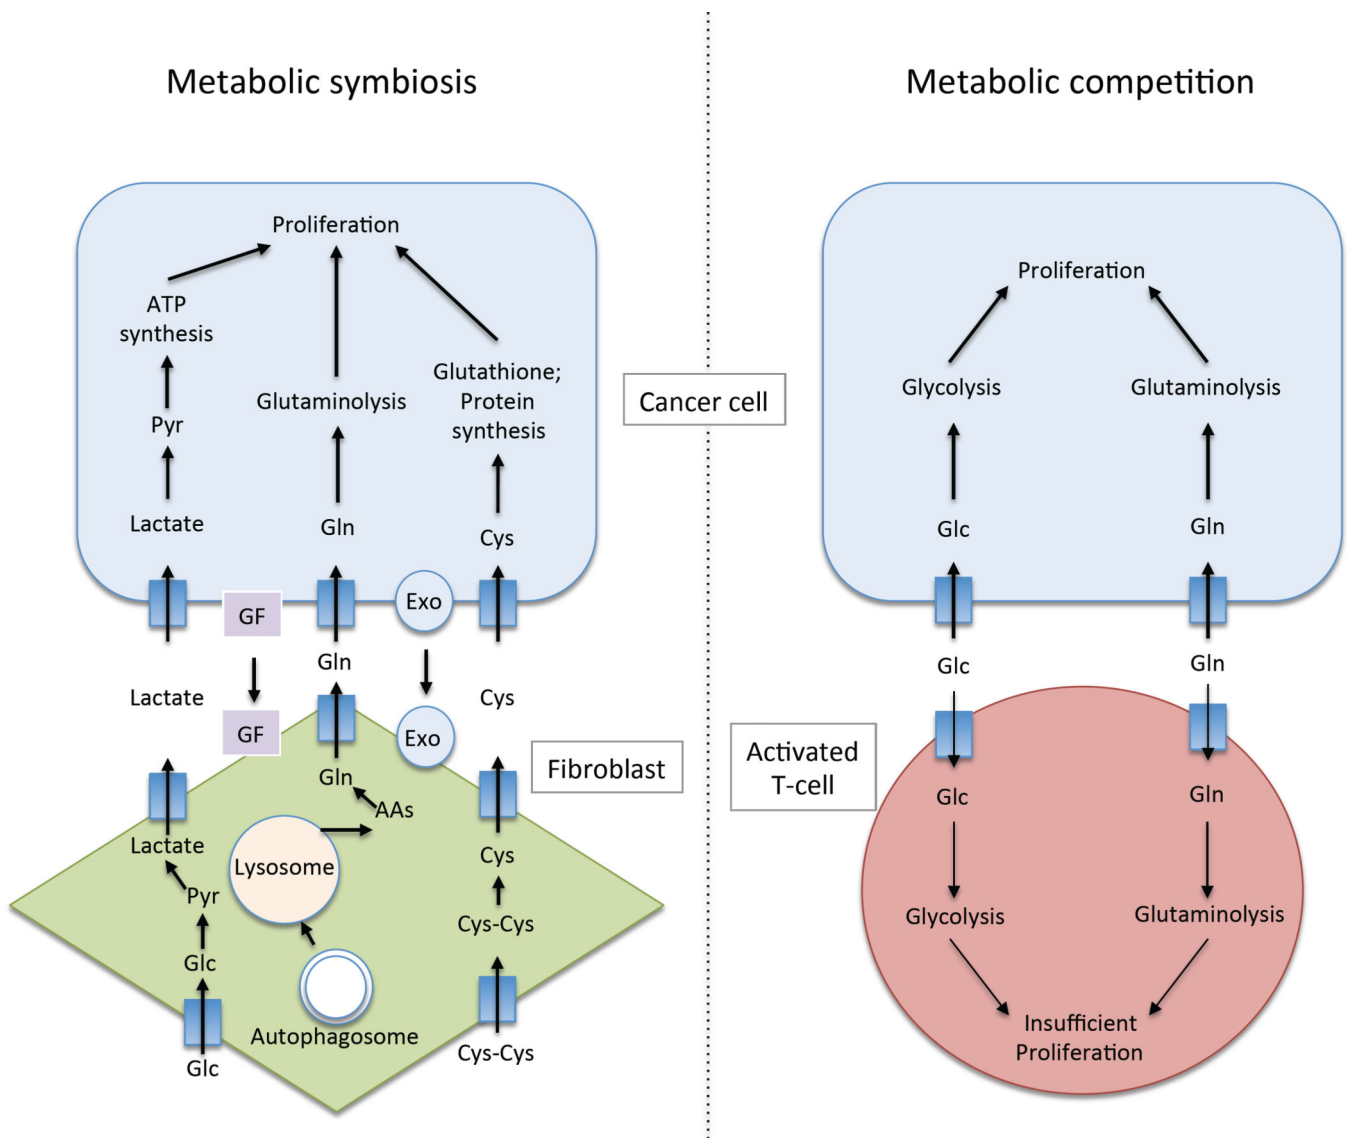 Metabolic symbiosis
Proliferation
ATP
synthesis
Glutathione;
Protein
synthesis
Glutaminolysis
Pyr
Lactate
Gln
Cys
GF
Exo
Gln
Lactate
Cys
GF
Exo
Fibroblast
Gln
AAs
Lactate
Lysosome
Cys
Pyr
Cys-Cys
Glc
Autophagosome
Cys-Cys
Glc
Cancer cell
Metabolic competition
Proliferation
Glycolysis
Glutaminolysis
Glc
Gln
Glc
Gln
Activated
T-cell
Glc
Gln
Glycolysis
Glutaminolysis
Insufficient
Proliferation